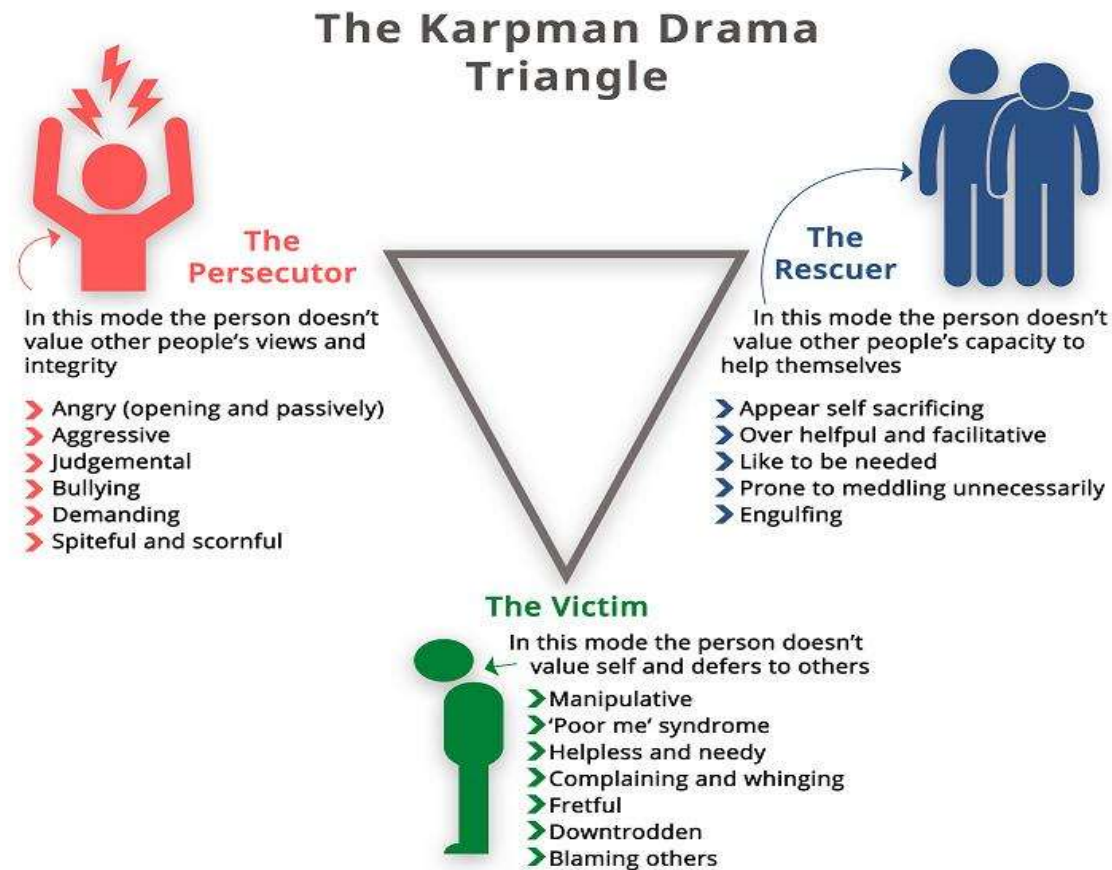 The Karpman Drama
Triangle
The
Persecutor
In this mode the person doesn't
value other people's views and
integrity
Angry (opening and passively)
Aggressive
Judgemental
Bullying
Demanding
Spiteful and scornful
The
Rescuer
In this mode the person doesn't
value other people's capacity to
help themselves
Appear self sacrificing
Over helfpul and facilitative
Like to be needed
Prone to meddling unnecessarily
Engulfing
The Victim
In this mode the person doesn't
value self and defers to others
Manipulative
'Poor me' syndrome
Helpless and needy
Complaining and whinging
Fretful
Downtrodden
Blaming others